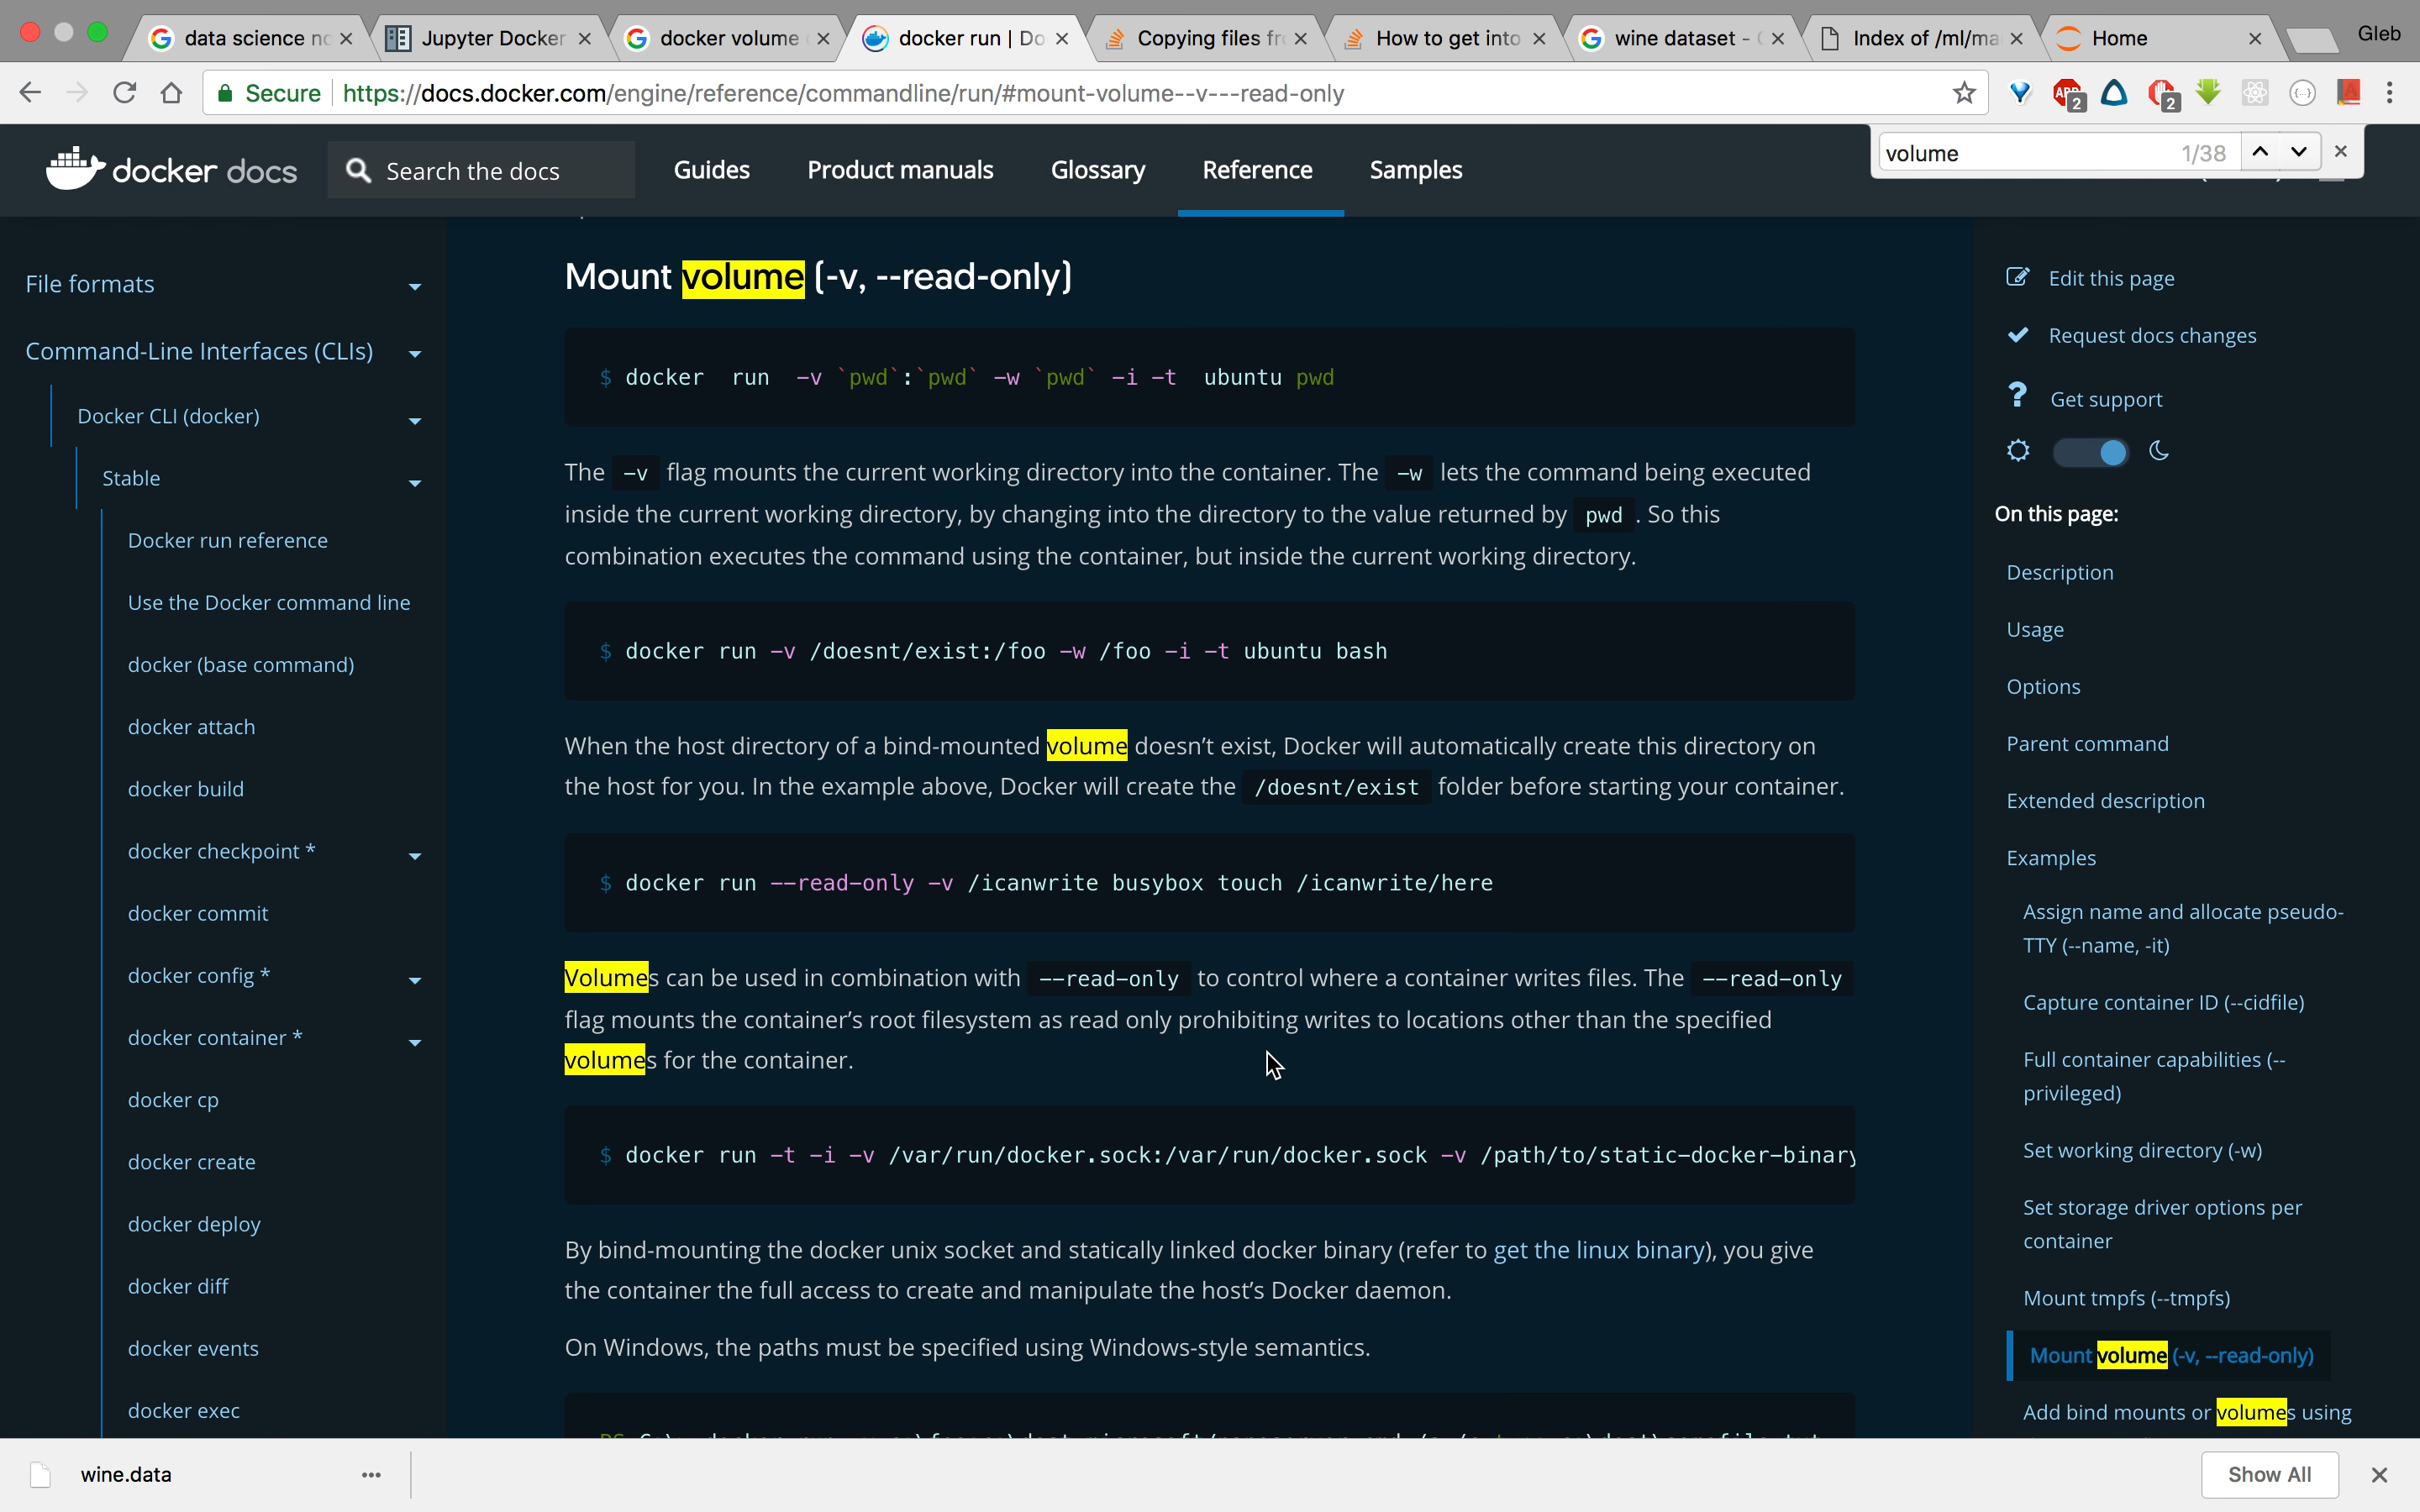 data science no
Jupyter Docker
docker volume
docker run | Do
Copying files fr
How to get into
wine dataset -
Index of /ml/ma
Home
Gleb
Secure
https://docs.docker.com/engine/reference/commandline/run/#mount-volume--v---read-only
ABP
2
2
volume
1/38
docker docs
Search the docs
Guides
Product manuals
Glossary
Reference
Samples
File formats
Command-Line Interfaces (CLIs)
Docker CLI (docker)
Stable
Docker run reference
Use the Docker command line
docker (base command)
docker attach
docker build
docker checkpoint *
docker commit
docker config *
docker container *
docker cp
docker create
docker deploy
docker diff
docker events
docker exec
Mount volume (-v, --read-only)
$ docker  run  -v `pwd`:`pwd` -w `pwd` -i -t  ubuntu pwd
The -v flag mounts the current working directory into the container. The -w lets the command being executed
inside the current working directory, by changing into the directory to the value returned by pwd . So this
combination executes the command using the container, but inside the current working directory.
$ docker run -v /doesnt/exist:/foo -w /foo -i -t ubuntu bash
When the host directory of a bind-mounted volume doesn’t exist, Docker will automatically create this directory on
the host for you. In the example above, Docker will create the /doesnt/exist folder before starting your container.
$ docker run --read-only -v /icanwrite busybox touch /icanwrite/here
Volumes can be used in combination with --read-only to control where a container writes files. The --read-only
flag mounts the container’s root filesystem as read only prohibiting writes to locations other than the specified
volumes for the container.
$ docker run -t -i -v /var/run/docker.sock:/var/run/docker.sock -v /path/to/static-docker-binary
By bind-mounting the docker unix socket and statically linked docker binary (refer to get the linux binary), you give
the container the full access to create and manipulate the host’s Docker daemon.
On Windows, the paths must be specified using Windows-style semantics.
Edit this page
Request docs changes
Get support
On this page:
Description
Usage
Options
Parent command
Extended description
Examples
Assign name and allocate pseudo-
TTY (--name, -it)
Capture container ID (--cidfile)
Full container capabilities (--
privileged)
Set working directory (-w)
Set storage driver options per
container
Mount tmpfs (--tmpfs)
Mount volume (-v, --read-only)
Add bind mounts or volumes using
wine.data
Show All